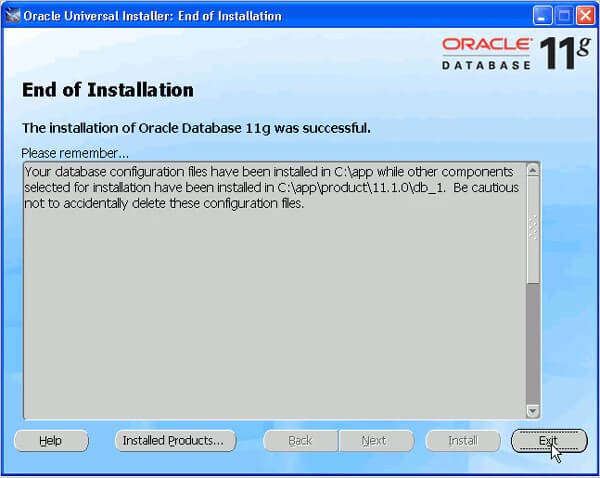 Oracle Universal Installer: End of Installation
ORACLE
DATABASE 11g
End of Installation
The installation of Oracle Database 11g was successful.
Please remember...
Your database configuration files have been installed in C:\app while other components
selected for installation have been installed in C:\app\product\11.1.0\db_1. Be cautious
not to accidentally delete these configuration files.
Help Installed Products... Back Next Install Exit